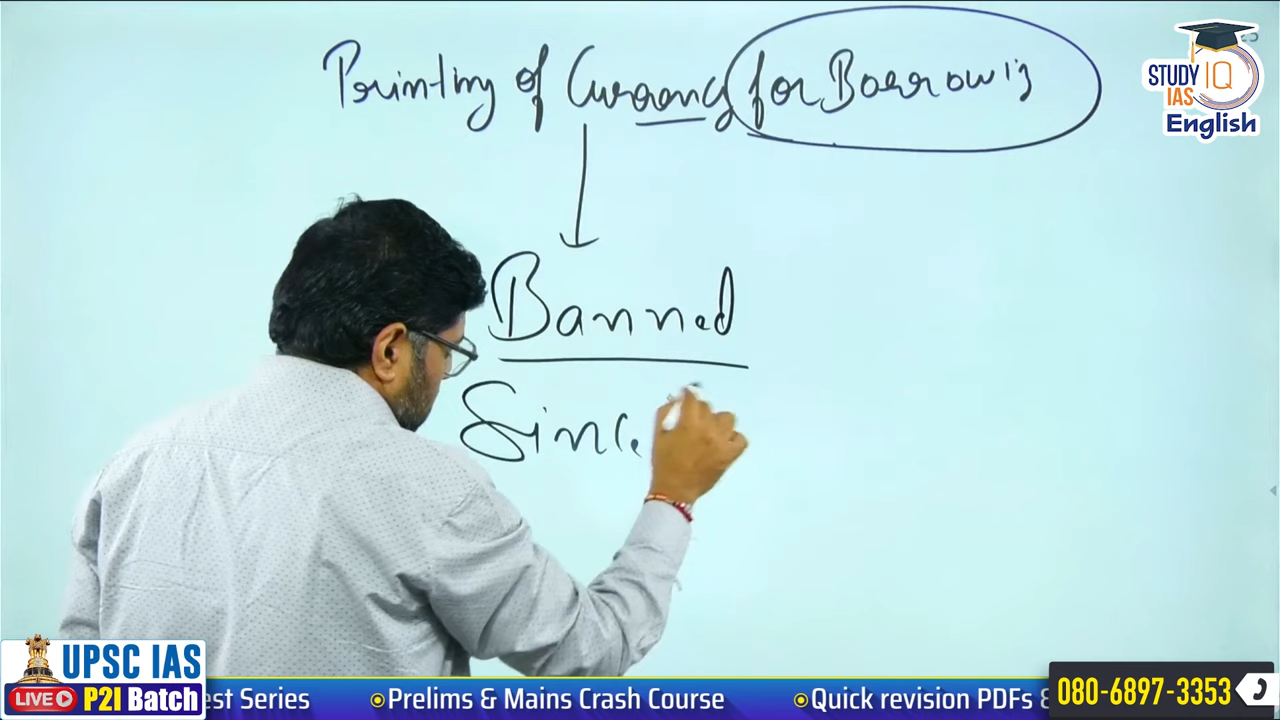 Printing of Currency for Borrowing
Banned
Since
STUDY IQ
IAS
English
UPSC IAS
LIVE P2I Batch
est Series
Prelims & Mains Crash Course
Quick revision PDFs &
080-6897-3353